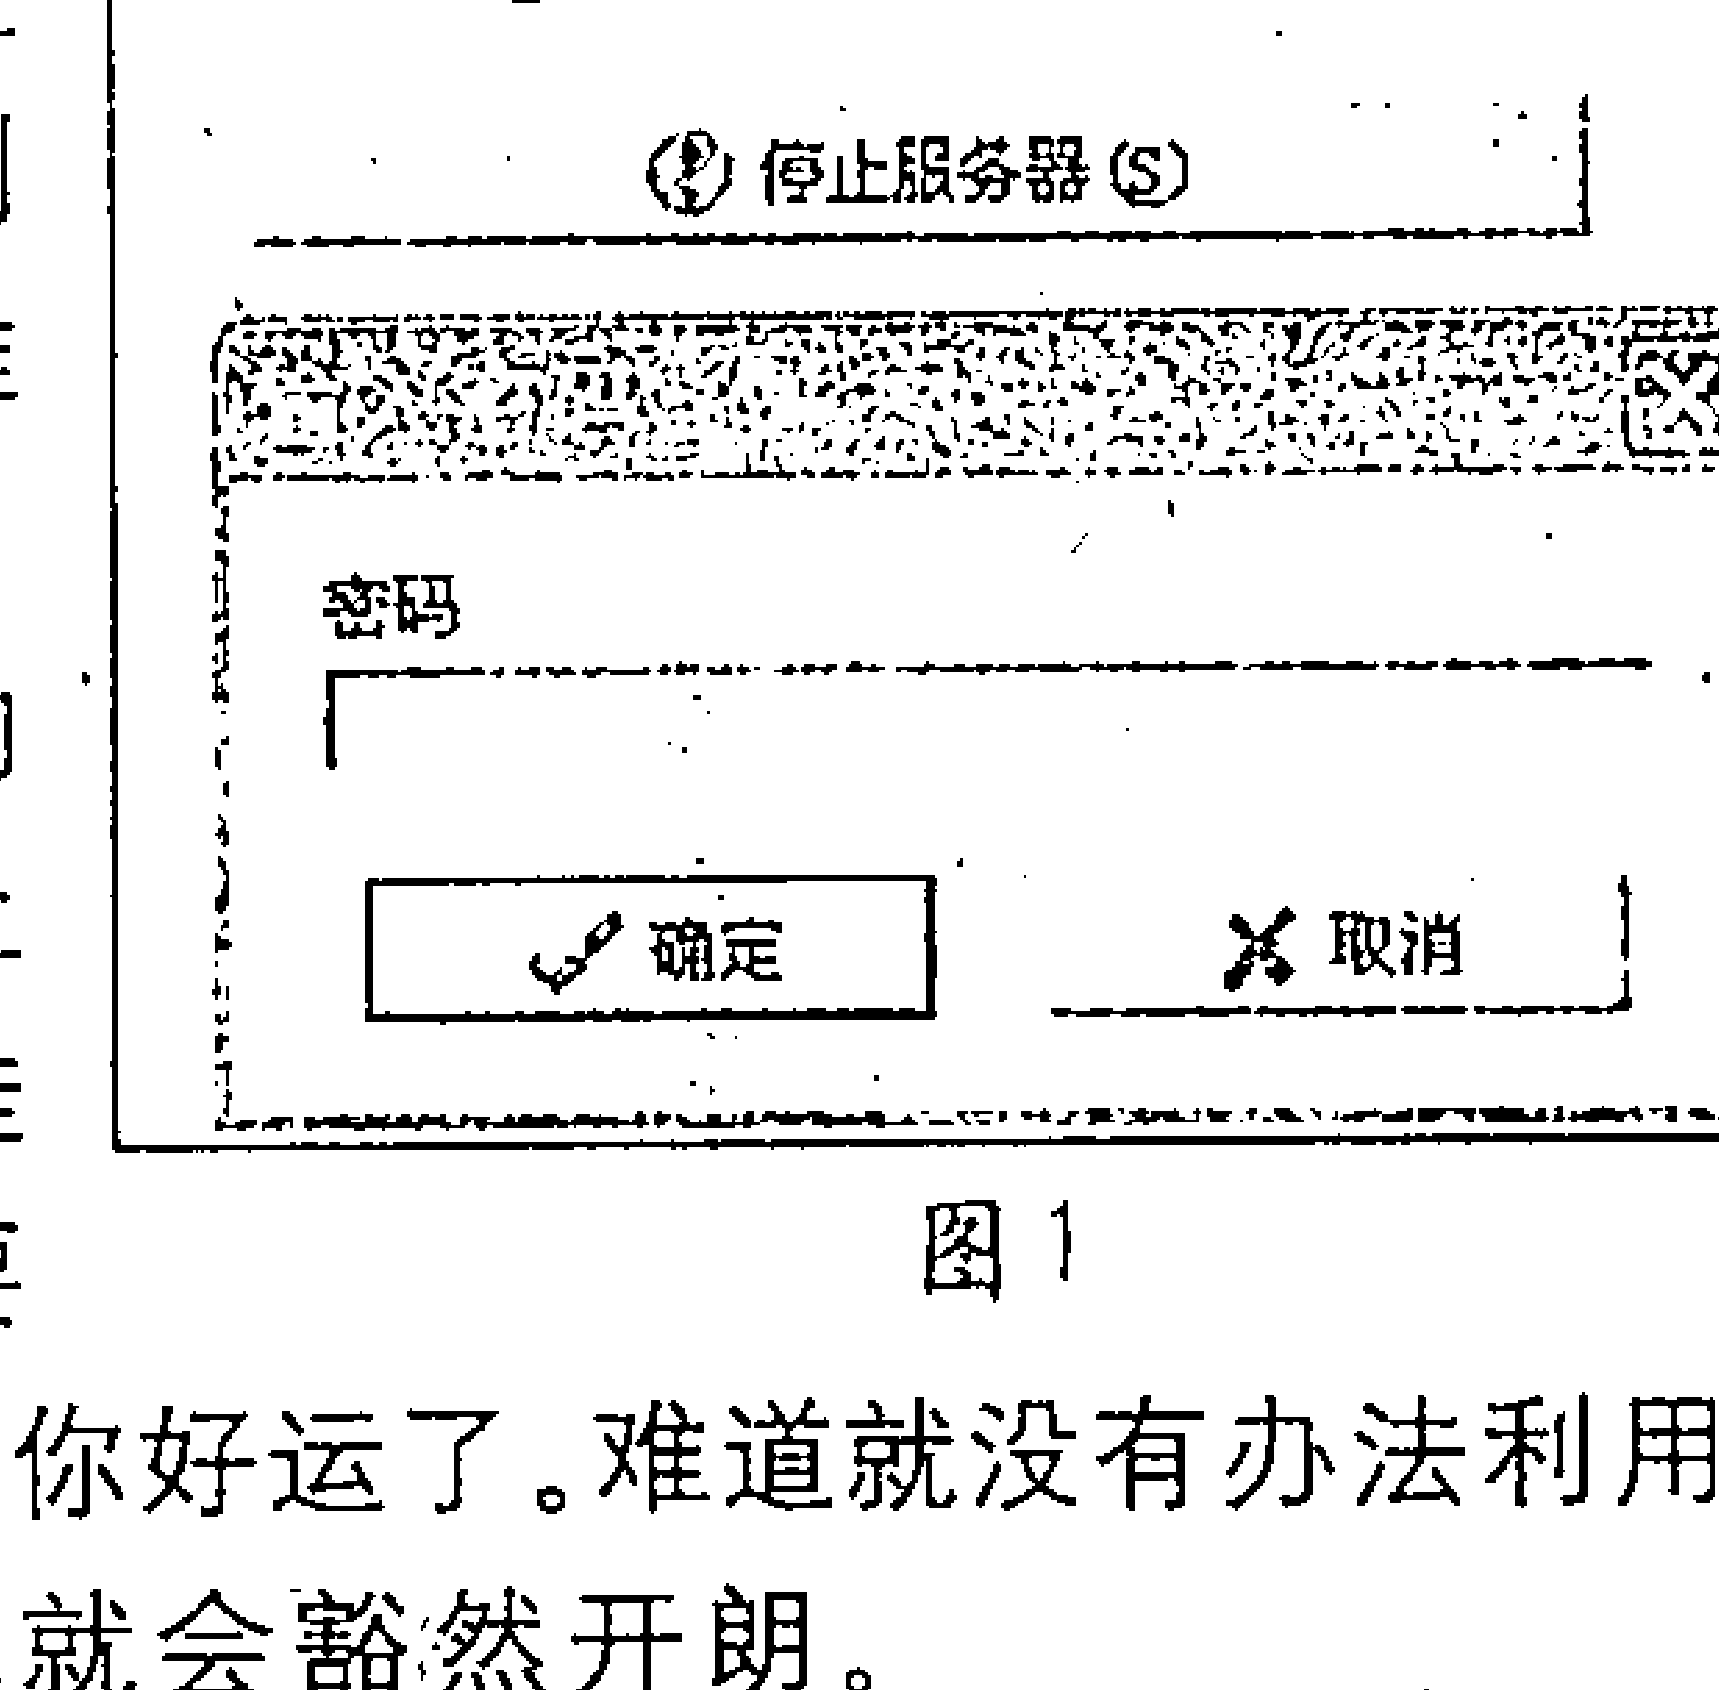 停止服务器(S)
密码
确定
取消
图 1
你好运了。难道就没有办法利用
就会豁然开朗。